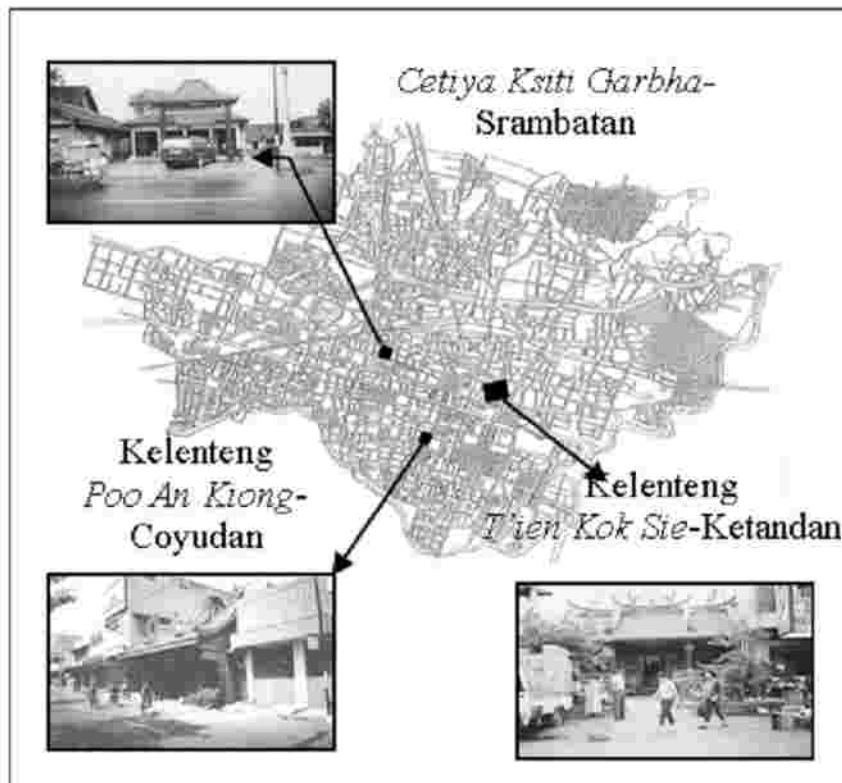 Cetiya Ksiti Garbha-
Srambatan
Kelenteng
Poo An Kiong-
Coyudan
Kelenteng
T'ien Kok Sie-Ketandan